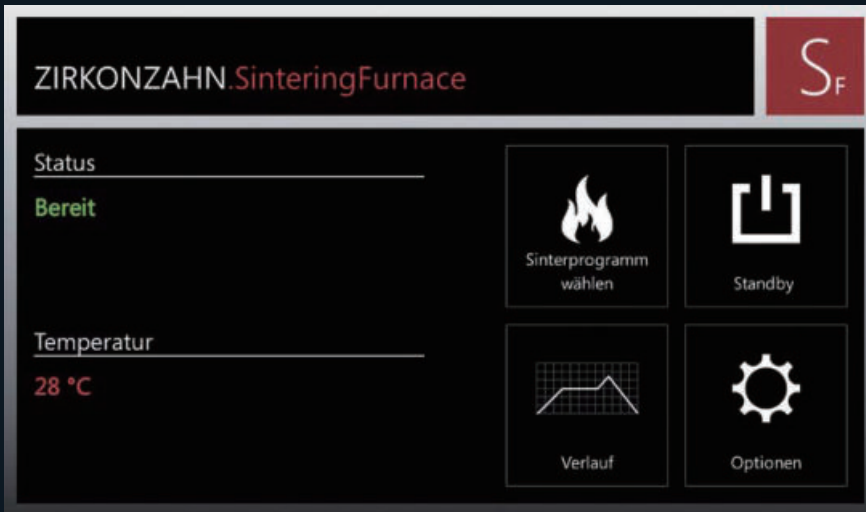 ZIRKONZAHN.SinteringFurnace
SF
Status
Bereit
Sinterprogramm
wählen
Standby
Temperatur
28 °C
Verlauf
Optionen